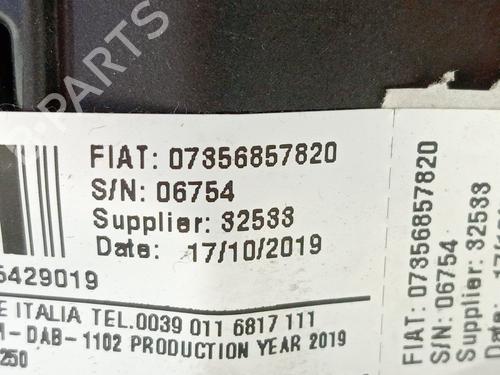 B-PARTS
FIAT: 07356857820
S/N: 06754
Supplier: 32533
Date: 17/10/2019
5429019
E ITALIA TEL.0039 011 6817 111
-DAB-1102 PRODUCTION YEAR 2019
250
FIAT: 07356857820
S/N: 06754
Supplier: 32533
Date: